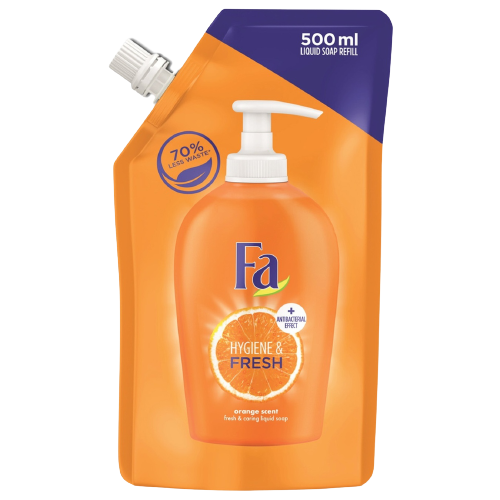 500 ml
LIQUID SOAP REFILL
70%
LESS WASTE*
Fa
+
ANTIBACTERIAL
EFFECT
HYGIENE &
FRESH
orange scent
fresh & caring liquid soap